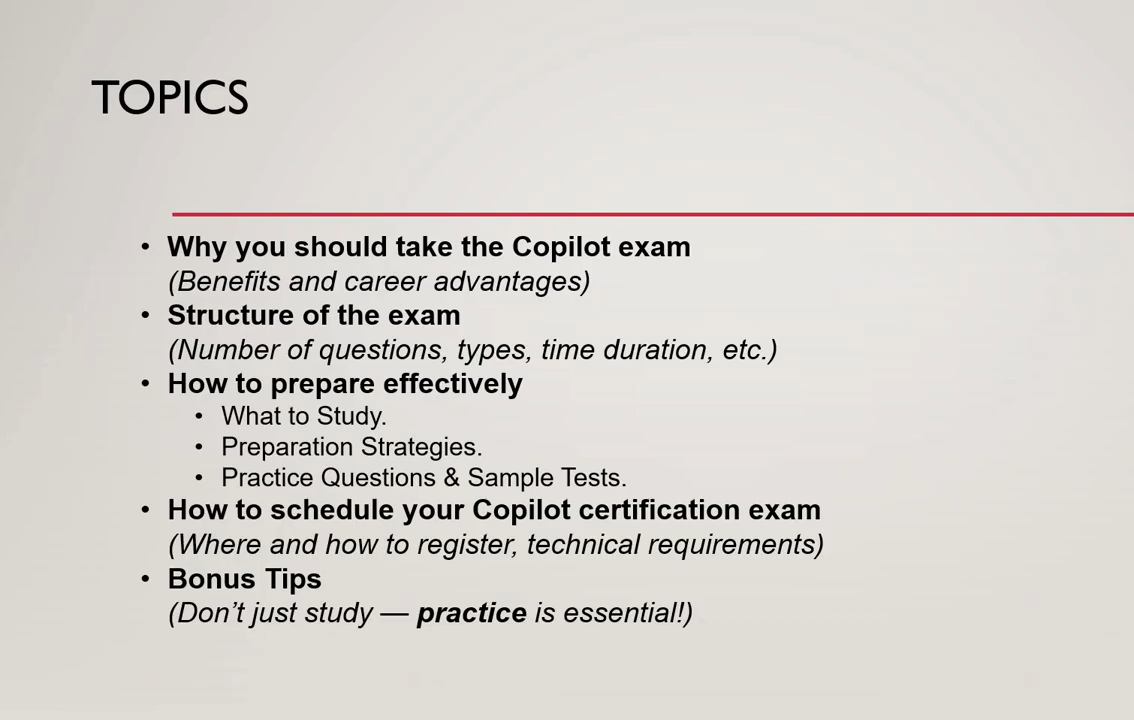 TOPICS
• Why you should take the Copilot exam
(Benefits and career advantages)
• Structure of the exam
(Number of questions, types, time duration, etc.)
• How to prepare effectively
• What to Study.
• Preparation Strategies.
• Practice Questions & Sample Tests.
• How to schedule your Copilot certification exam
(Where and how to register, technical requirements)
• Bonus Tips
(Don’t just study — practice is essential!)